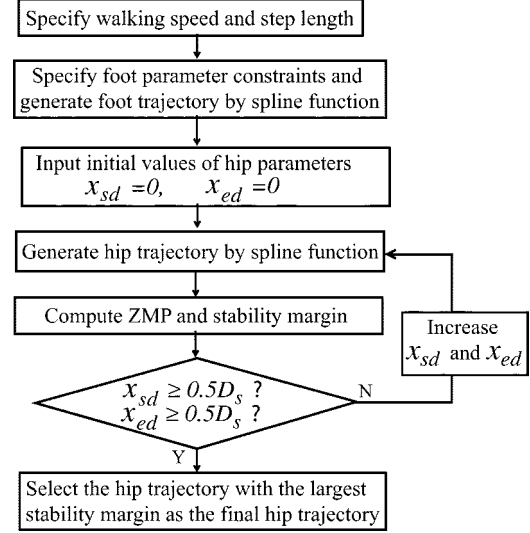 Specify walking speed and step length
Specify foot parameter constraints and
generate foot trajectory by spline function
Input initial values of hip parameters
x_sd =0, x_ed =0
Generate hip trajectory by spline function
Compute ZMP and stability margin
Increase
x_sd and x_ed
x_sd ≥ 0.5D_s ?
x_ed ≥ 0.5D_s ?
N
Y
Select the hip trajectory with the largest
stability margin as the final hip trajectory